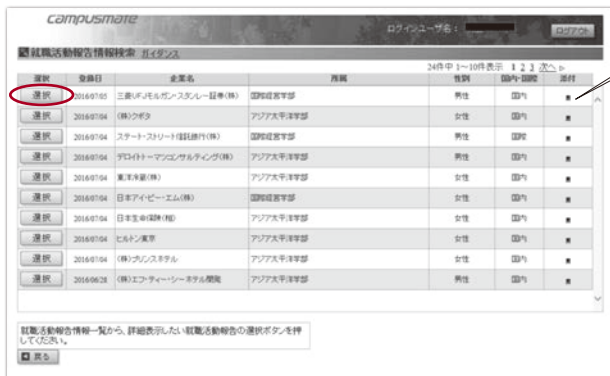 campusmate
ログインユーザ名：
ログアウト
就職活動報告情報検索 ガイダンス
24件中 1～10件表示 1 2 3 次へ
選択 登録日 企業名 所属 性別 国内・国際 添付
選択 2016/07/05 三菱UFJモルガン・スタンレー証券(株) 国際経営学部 男性 国内
選択 2016/07/04 (株)クボタ アジア太平洋学部 女性 国内
選択 2016/07/04 ステート・ストリート信託銀行(株) 国際経営学部 男性 国際
選択 2016/07/04 デロイトトーマツコンサルティング(株) アジア太平洋学部 男性 国内
選択 2016/07/04 東洋冷蔵(株) アジア太平洋学部 女性 国内
選択 2016/07/04 日本アイ・ビー・エム(株) 国際経営学部 女性 国内
選択 2016/07/04 日本生命保険(相) アジア太平洋学部 女性 国内
選択 2016/07/04 ヒルトン東京 アジア太平洋学部 女性 国内
選択 2016/07/04 (株)プリンスホテル アジア太平洋学部 女性 国内
選択 2016/06/28 (株)エフ・ティー・シーホテル開発 アジア太平洋学部 男性 国内
就職活動報告情報一覧から、詳細表示したい就職活動報告の選択ボタンを押
してください。
戻る